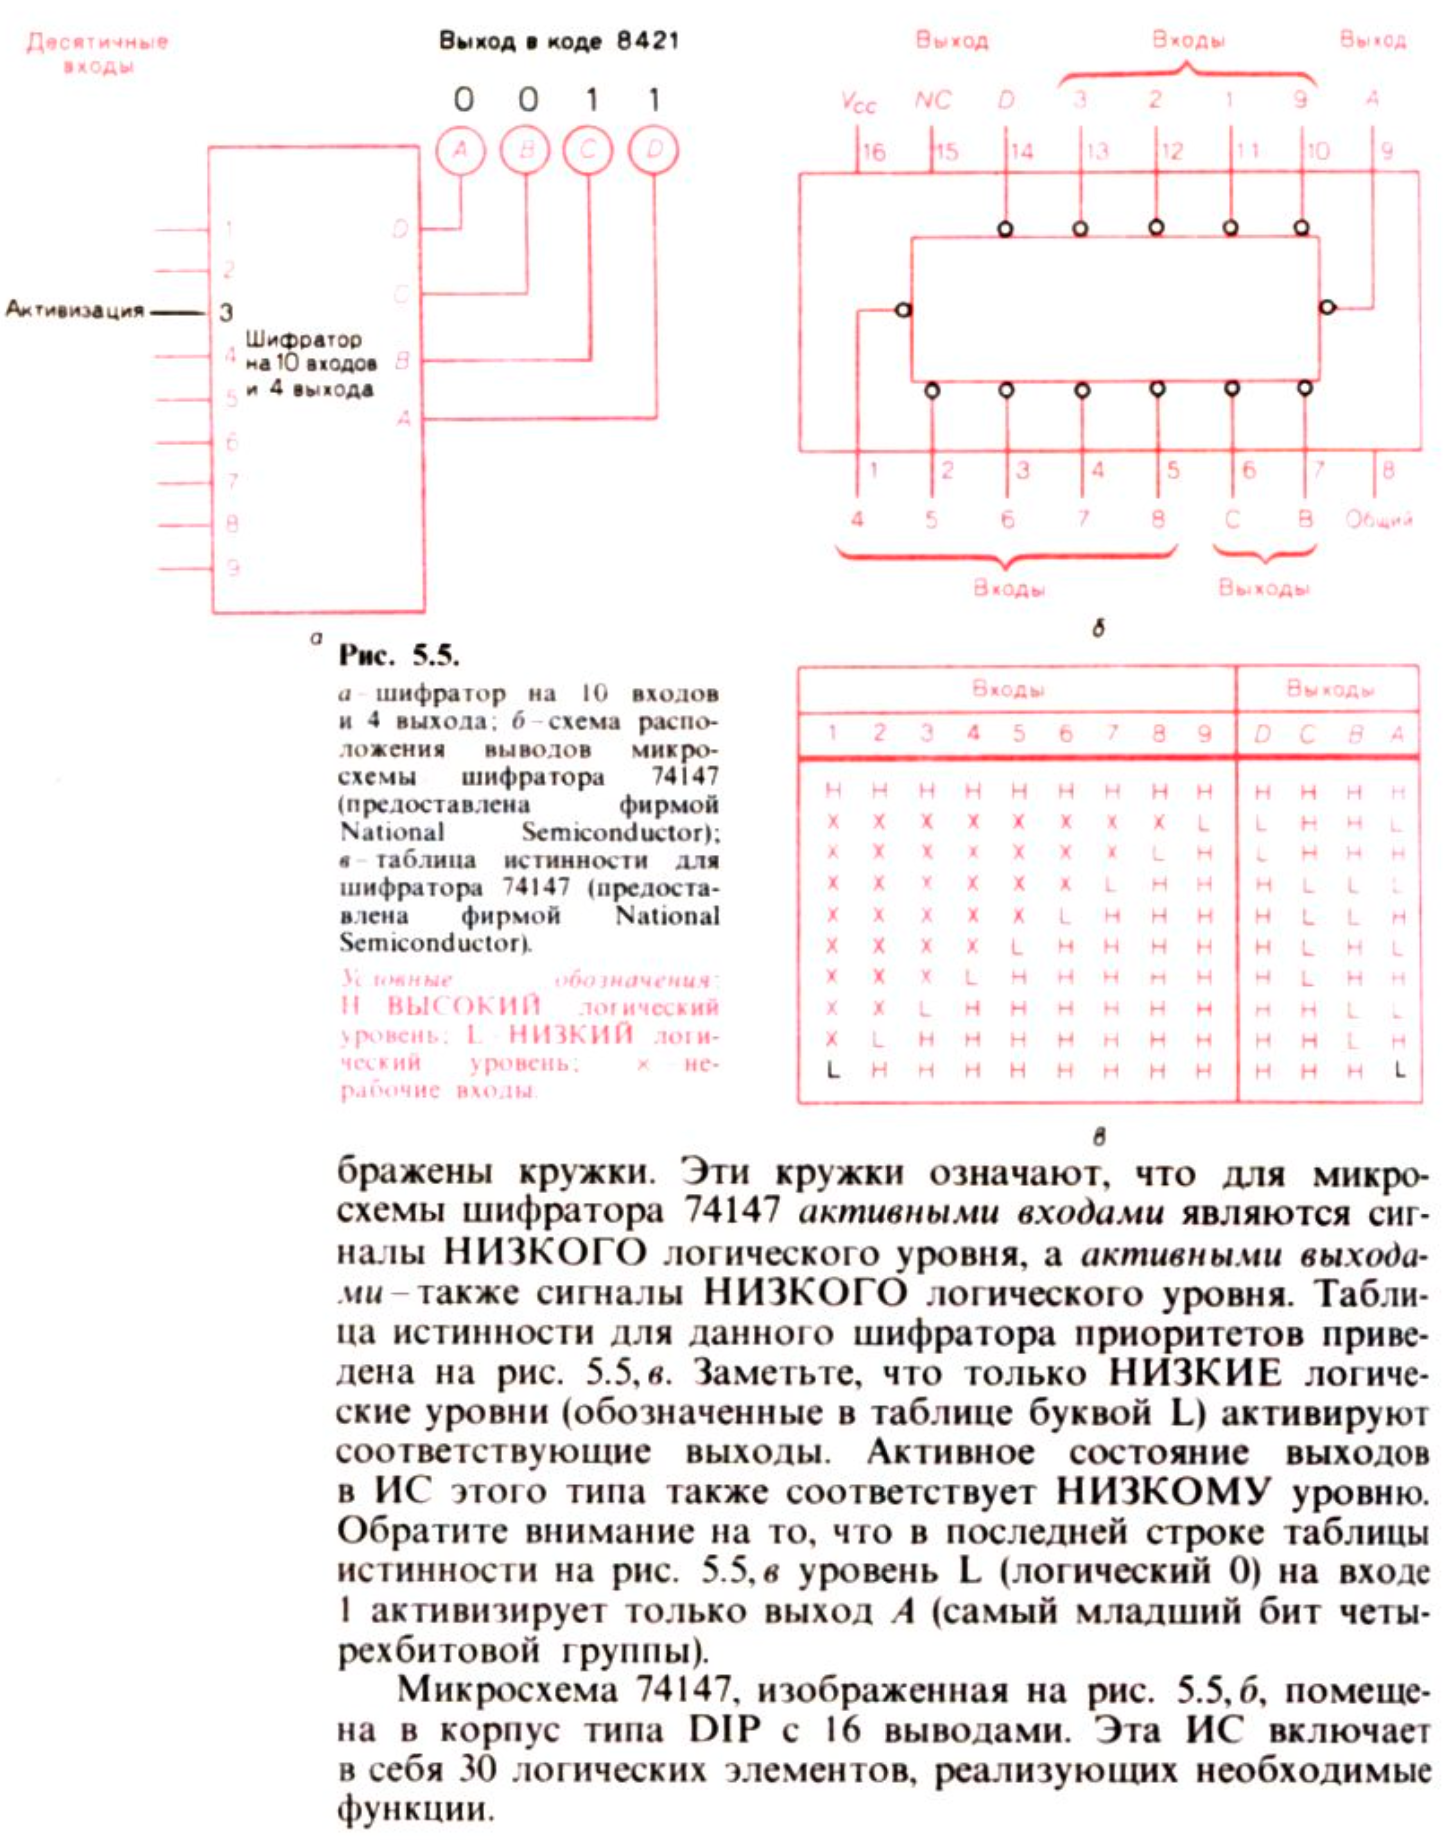 Десятичные
входы
Выход в коде 8421
0 0 1 1
A B C D
1
2
Активизация 3
4
5
6
7
8
9
Шифратор
на 10 входов
и 4 выхода
D
C
B
A
а
Выход Входы Выход
Vcc NC D 3 2 1 9 A
16 15 14 13 12 11 10 9
1 2 3 4 5 6 7 8
4 5 6 7 8 C B Общий
Входы Выходы
б
Рис. 5.5.
а – шифратор на 10 входов
и 4 выхода; б – схема распо-
ложения выводов микро-
схемы шифратора 74147
(предоставлена фирмой
National Semiconductor);
в – таблица истинности для
шифратора 74147 (предоста-
влена фирмой National
Semiconductor).
Условные обозначения:
H ВЫСОКИЙ логический
уровень; L – НИЗКИЙ логи-
ческий уровень; × – не-
рабочие входы.
Входы Выходы
1 2 3 4 5 6 7 8 9 D C B A
H H H H H H H H H H H H H
X X X X X X X X L L H H L
X X X X X X X L H L H H H
X X X X X X L H H H L L L
X X X X X L H H H H L L H
X X X X L H H H H H L H L
X X X L H H H H H H L H H
X X L H H H H H H H H L L
X L H H H H H H H H H L H
L H H H H H H H H H H H L
в
бражены кружки. Эти кружки означают, что для микро-
схемы шифратора 74147 активными входами являются сиг-
налы НИЗКОГО логического уровня, а активными выхода-
ми – также сигналы НИЗКОГО логического уровня. Табли-
ца истинности для данного шифратора приоритетов приве-
дена на рис. 5.5, в. Заметьте, что только НИЗКИЕ логиче-
ские уровни (обозначенные в таблице буквой L) активируют
соответствующие выходы. Активное состояние выходов
в ИС этого типа также соответствует НИЗКОМУ уровню.
Обратите внимание на то, что в последней строке таблицы
истинности на рис. 5.5, в уровень L (логический 0) на входе
1 активизирует только выход A (самый младший бит четы-
рехбитовой группы).
Микросхема 74147, изображенная на рис. 5.5, б, помеще-
на в корпус типа DIP с 16 выводами. Эта ИС включает
в себя 30 логических элементов, реализующих необходимые
функции.